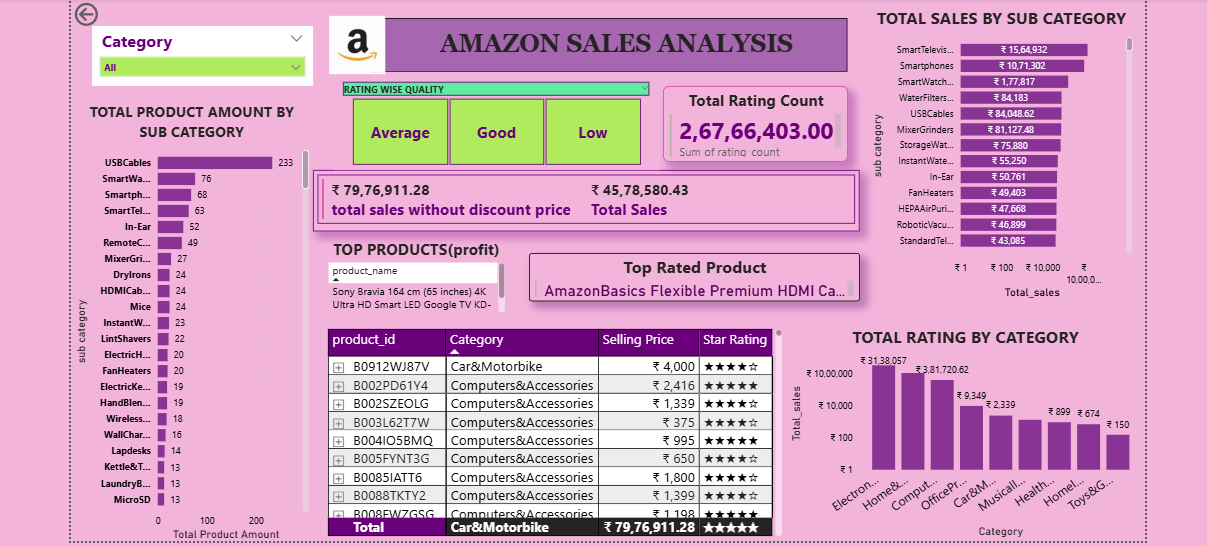 Category
All
a
AMAZON SALES ANALYSIS
RATING WISE QUALITY
Average
Good
Low
Total Rating Count
2,67,66,403.00
Sum of rating_count
₹ 79,76,911.28
total sales without discount price
₹ 45,78,580.43
Total Sales
TOTAL PRODUCT AMOUNT BY
SUB CATEGORY
sub category
USBCables 233
SmartWa... 76
Smartph... 68
SmartTel... 63
In-Ear 52
RemoteC... 49
MixerGri... 27
DryIrons 24
HDMICab... 24
Mice 24
InstantW... 23
LintShavers 22
ElectricH... 20
FanHeaters 20
ElectricKe... 19
HandBlen... 19
Wireless... 18
WallChar... 16
Lapdesks 14
Kettle&T... 13
LaundryB... 13
MicroSD 13
0 100 200
Total Product Amount
TOP PRODUCTS(profit)
product_name
Sony Bravia 164 cm (65 inches) 4K
Ultra HD Smart LED Google TV KD-
Top Rated Product
AmazonBasics Flexible Premium HDMI Ca...
product_id Category Selling Price Star Rating
B0912WJ87V Car&Motorbike ₹ 4,000 ★★★★☆
B002PD61Y4 Computers&Accessories ₹ 2,416 ★★★★★
B002SZEOLG Computers&Accessories ₹ 1,339 ★★★★☆
B003L62T7W Computers&Accessories ₹ 375 ★★★★☆
B004IO5BMQ Computers&Accessories ₹ 995 ★★★★★
B005FYNT3G Computers&Accessories ₹ 650 ★★★★☆
B0085IATT6 Computers&Accessories ₹ 1,800 ★★★★☆
B0088TKTY2 Computers&Accessories ₹ 1,399 ★★★★☆
B008FWZGSG Computers&Accessories ₹ 1,198 ★★★★☆
Total Car&Motorbike ₹ 79,76,911.28 ★★★★★
TOTAL SALES BY SUB CATEGORY
sub category
SmartTelevis... ₹ 15,64,932
Smartphones ₹ 10,71,302
SmartWatch... ₹ 1,77,817
WaterFilters... ₹ 84,183
USBCables ₹ 84,048.62
MixerGrinders ₹ 81,127.48
StorageWat... ₹ 75,880
InstantWate... ₹ 55,250
In-Ear ₹ 50,761
FanHeaters ₹ 49,403
HEPAAirPuri... ₹ 47,668
RoboticVacu... ₹ 46,899
StandardTel... ₹ 43,085
₹ 1 ₹ 100 ₹ 10,000 ₹
10,00,0...
Total_sales
TOTAL RATING BY CATEGORY
Total_sales
₹ 10,00,000
₹ 10,000
₹ 100
₹ 1
₹ 31,38,057
₹ 3,81,720.62
₹ 9,349
₹ 2,339
₹ 899
₹ 674
₹ 150
Electron...
Home&...
Comput...
OfficePr...
Car&M...
Musicall...
Health...
HomeI...
Toys&G...
Category